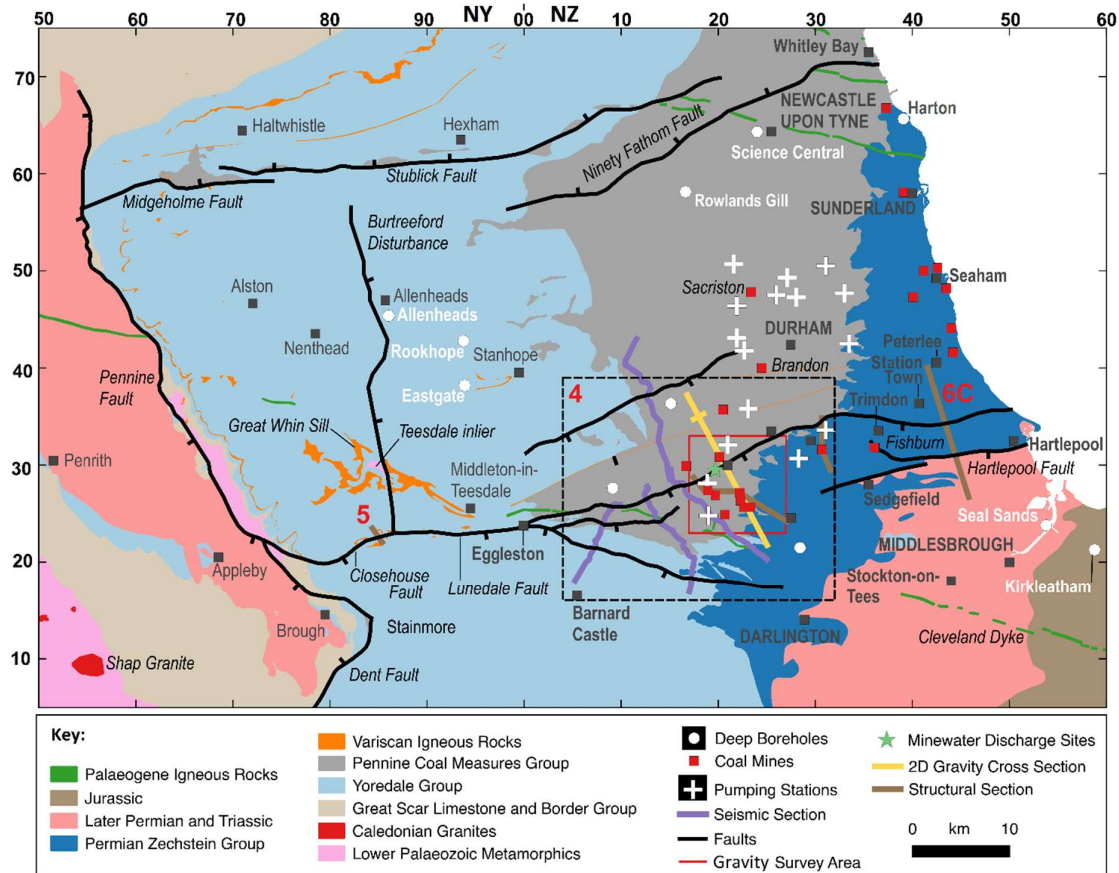 50 60 70 80 90 NY 00 NZ 10 20 30 40 50 60
70
60
50
40
30
20
10
Whitley Bay
NEWCASTLE
UPON TYNE
Harton
Haltwhistle
Hexham
Ninety Fathom Fault
Science Central
Stublick Fault
Midgeholme Fault
Rowlands Gill
SUNDERLAND
Burtreeford
Disturbance
Alston
Allenheads
Allenheads
Sacriston
Seaham
Nenthead
Rookhope
Stanhope
DURHAM
Peterlee
Eastgate
Brandon
Station
Town
6C
Pennine
Fault
4
Trimdon
Great Whin Sill
Teesdale inlier
Fishburn
Hartlepool
Penrith
Middleton-in-
Teesdale
Hartlepool Fault
Sedgefield
5
Seal Sands
Eggleston
MIDDLESBROUGH
Appleby
Closehouse
Fault
Lunedale Fault
Stockton-on-
Tees
Kirkleatham
Barnard
Castle
Brough
Stainmore
DARLINGTON
Cleveland Dyke
Shap Granite
Dent Fault
Key:
Palaeogene Igneous Rocks
Jurassic
Later Permian and Triassic
Permian Zechstein Group
Variscan Igneous Rocks
Pennine Coal Measures Group
Yoredale Group
Great Scar Limestone and Border Group
Caledonian Granites
Lower Palaeozoic Metamorphics
Deep Boreholes
Coal Mines
Pumping Stations
Seismic Section
Faults
Gravity Survey Area
Minewater Discharge Sites
2D Gravity Cross Section
Structural Section
0 km 10